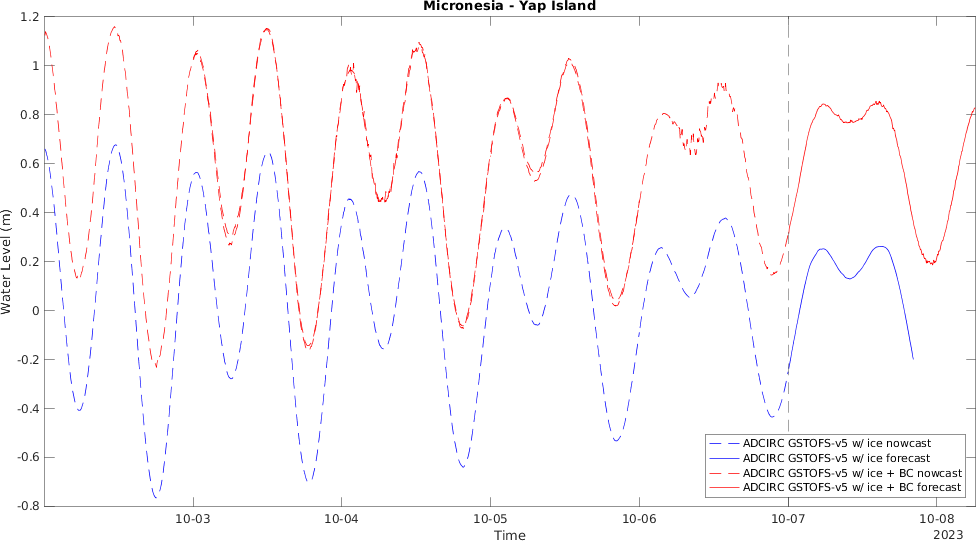 Micronesia - Yap Island
Water Level (m)
1.2
1
0.8
0.6
0.4
0.2
0
-0.2
-0.4
-0.6
-0.8
ADCIRC GSTOFS-v5 w/ ice nowcast
ADCIRC GSTOFS-v5 w/ ice forecast
ADCIRC GSTOFS-v5 w/ ice + BC nowcast
ADCIRC GSTOFS-v5 w/ ice + BC forecast
10-03 10-04 10-05 10-06 10-07 10-08
Time
2023